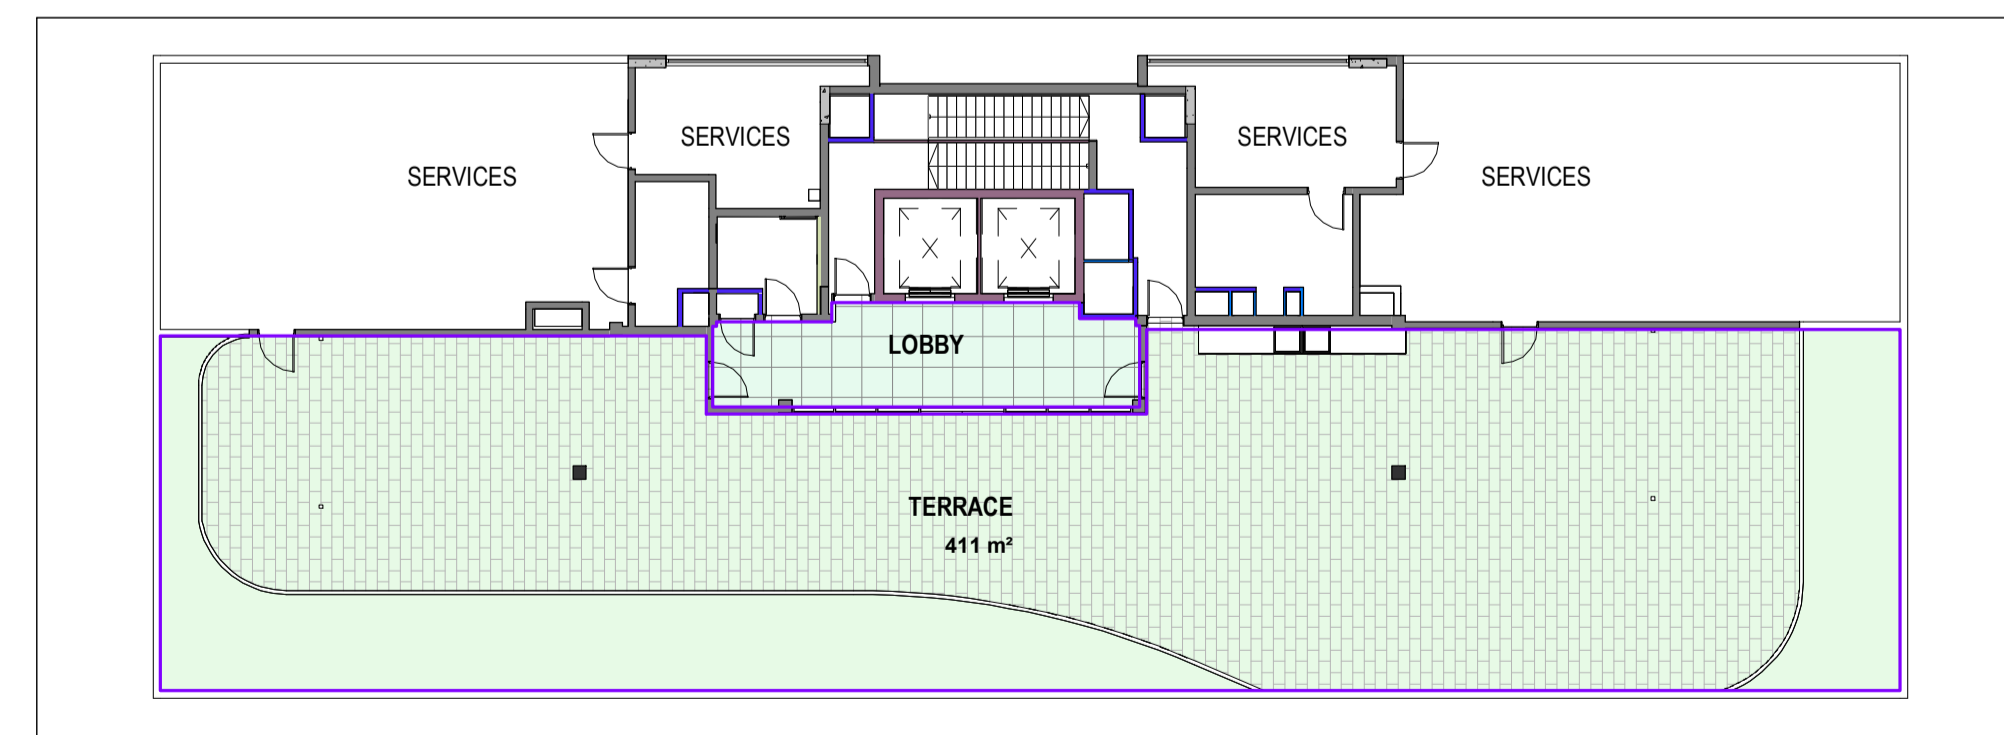 SERVICES
SERVICES
SERVICES
SERVICES
LOBBY
TERRACE
411 m²